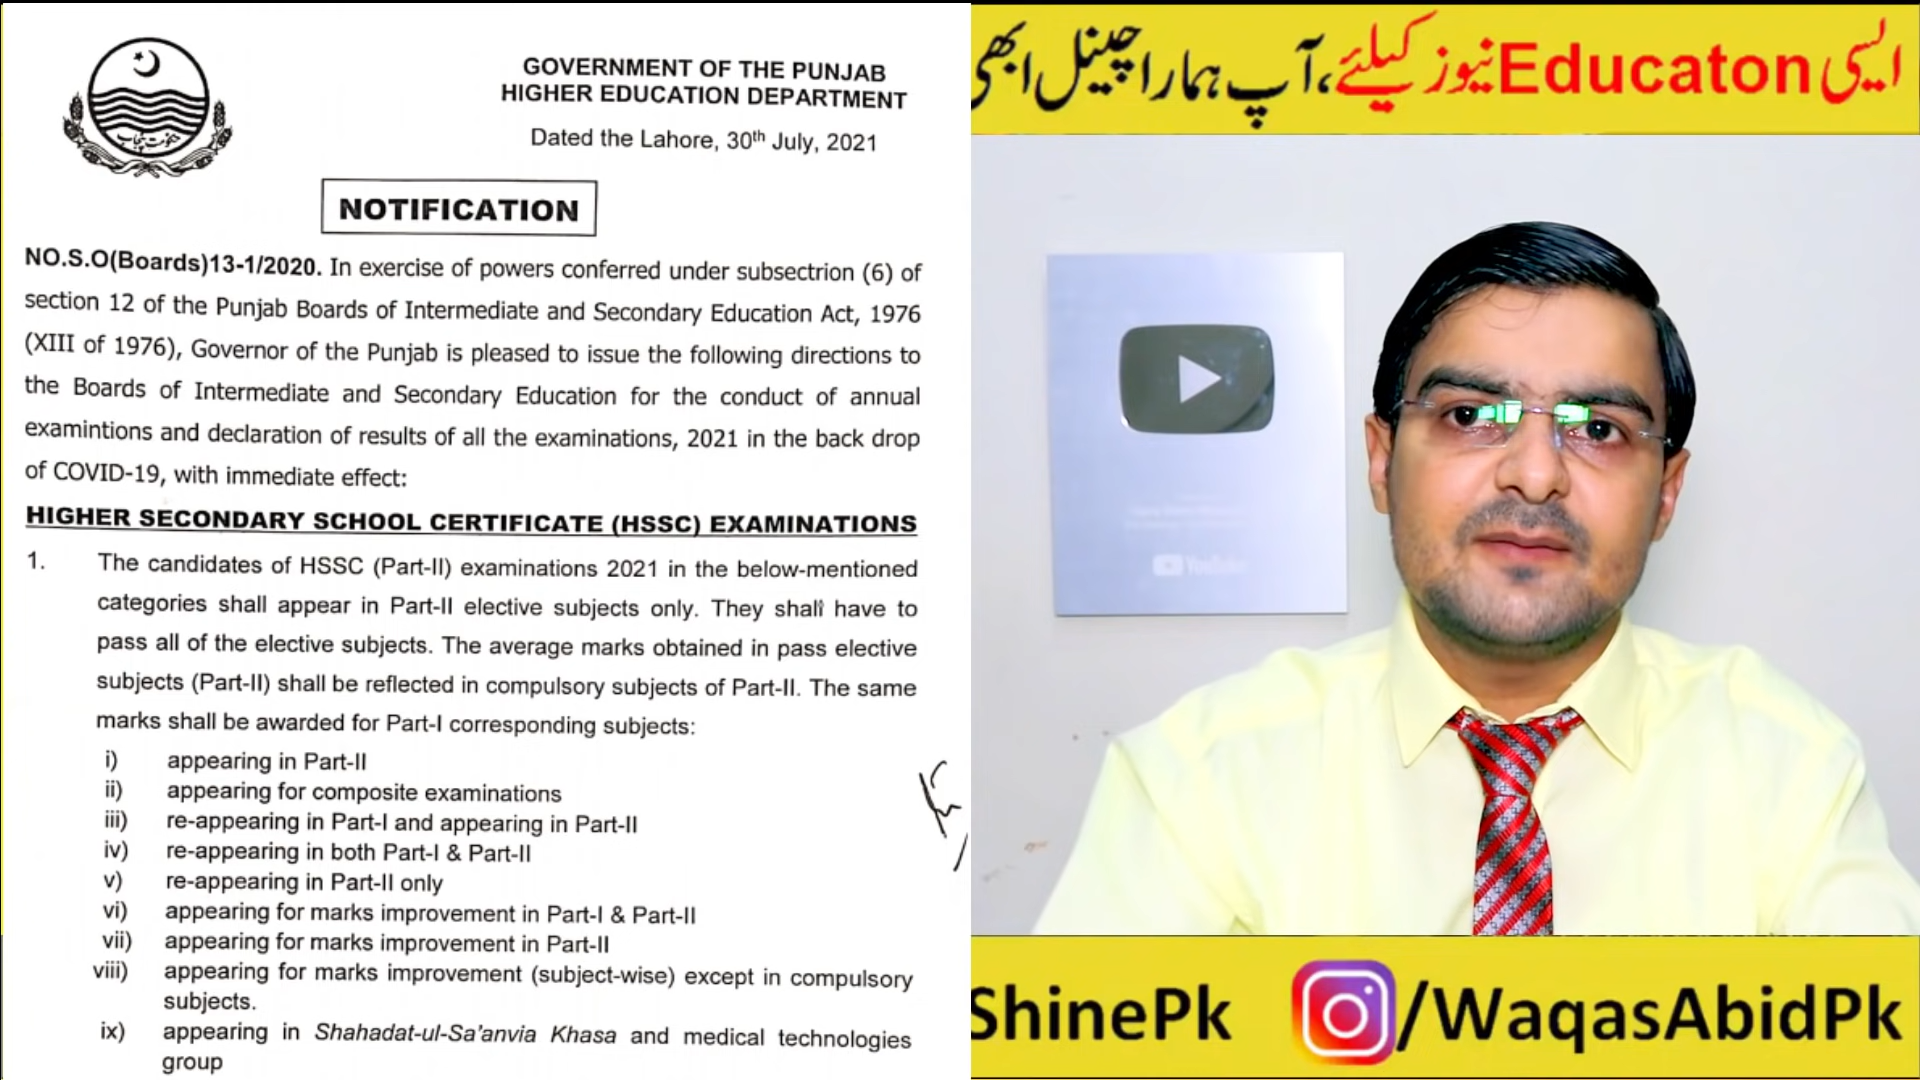 GOVERNMENT OF THE PUNJAB
HIGHER EDUCATION DEPARTMENT
Dated the Lahore, 30th July, 2021
حکومت پنجاب
NOTIFICATION
NO.S.O(Boards)13-1/2020. In exercise of powers conferred under subsectrion (6) of
section 12 of the Punjab Boards of Intermediate and Secondary Education Act, 1976
(XIII of 1976), Governor of the Punjab is pleased to issue the following directions to
the Boards of Intermediate and Secondary Education for the conduct of annual
examintions and declaration of results of all the examinations, 2021 in the back drop
of COVID-19, with immediate effect:
HIGHER SECONDARY SCHOOL CERTIFICATE (HSSC) EXAMINATIONS
1. The candidates of HSSC (Part-II) examinations 2021 in the below-mentioned
categories shall appear in Part-II elective subjects only. They shall have to
pass all of the elective subjects. The average marks obtained in pass elective
subjects (Part-II) shall be reflected in compulsory subjects of Part-II. The same
marks shall be awarded for Part-I corresponding subjects:
i) appearing in Part-II
ii) appearing for composite examinations
iii) re-appearing in Part-I and appearing in Part-II
iv) re-appearing in both Part-I & Part-II
v) re-appearing in Part-II only
vi) appearing for marks improvement in Part-I & Part-II
vii) appearing for marks improvement in Part-II
viii) appearing for marks improvement (subject-wise) except in compulsory
subjects.
ix) appearing in Shahadat-ul-Sa'anvia Khasa and medical technologies
group
ایسی Educaton نیوز کیلئے، آپ ہمارا چینل ابھی
YouTube
ShinePk /WaqasAbidPk